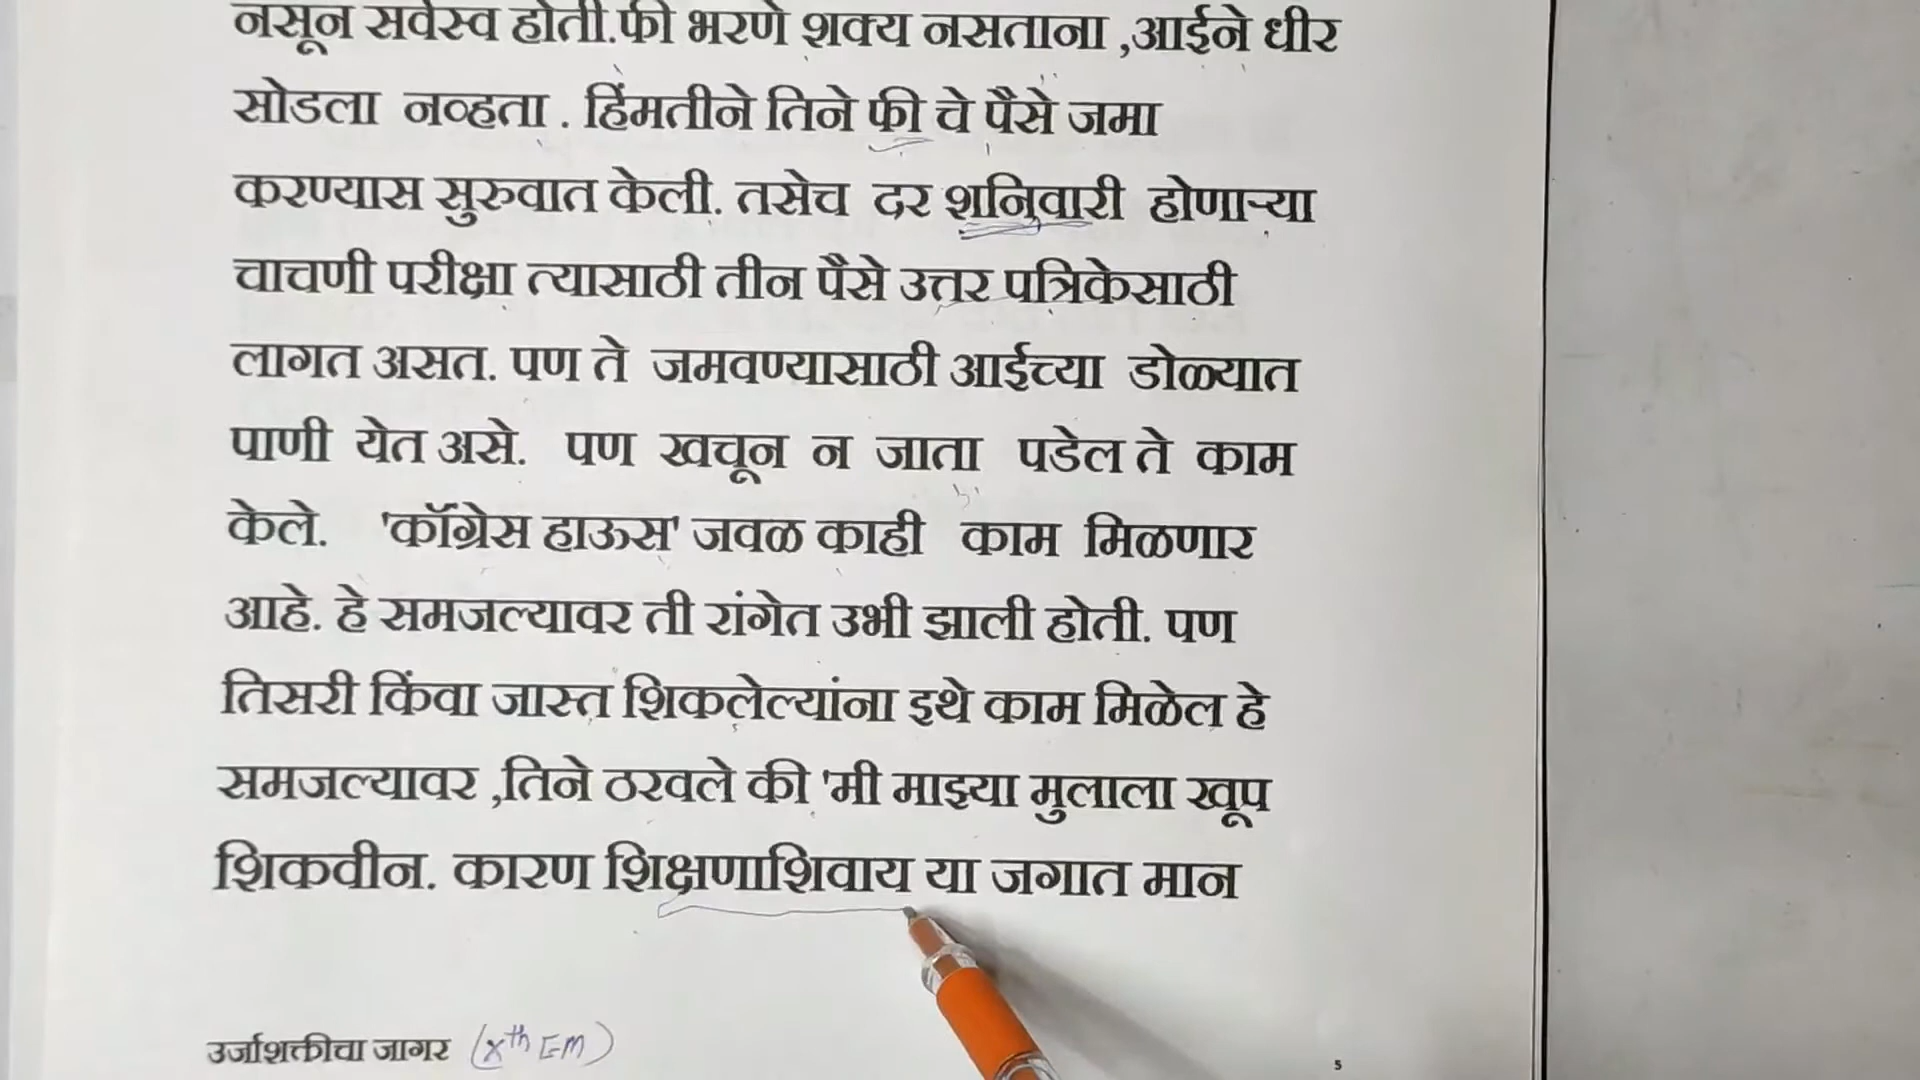 नसून सर्वस्व होती.फी भरणे शक्य नसताना ,आईने धीर
सोडला नव्हता . हिंमतीने तिने फी चे पैसे जमा
करण्यास सुरुवात केली. तसेच दर शनिवारी होणाऱ्या
चाचणी परीक्षा त्यासाठी तीन पैसे उत्तर पत्रिकेसाठी
लागत असत. पण ते जमवण्यासाठी आईच्या डोळ्यात
पाणी येत असे. पण खचून न जाता पडेल ते काम
केले. 'कॉग्रेस हाऊस' जवळ काही काम मिळणार
आहे. हे समजल्यावर ती रांगेत उभी झाली होती. पण
तिसरी किंवा जास्त शिकलेल्यांना इथे काम मिळेल हे
समजल्यावर ,तिने ठरवले की 'मी माझ्या मुलाला खूप
शिकवीन. कारण शिक्षणाशिवाय या जगात मान
उर्जाशक्तीचा जागर (xth EM)
5